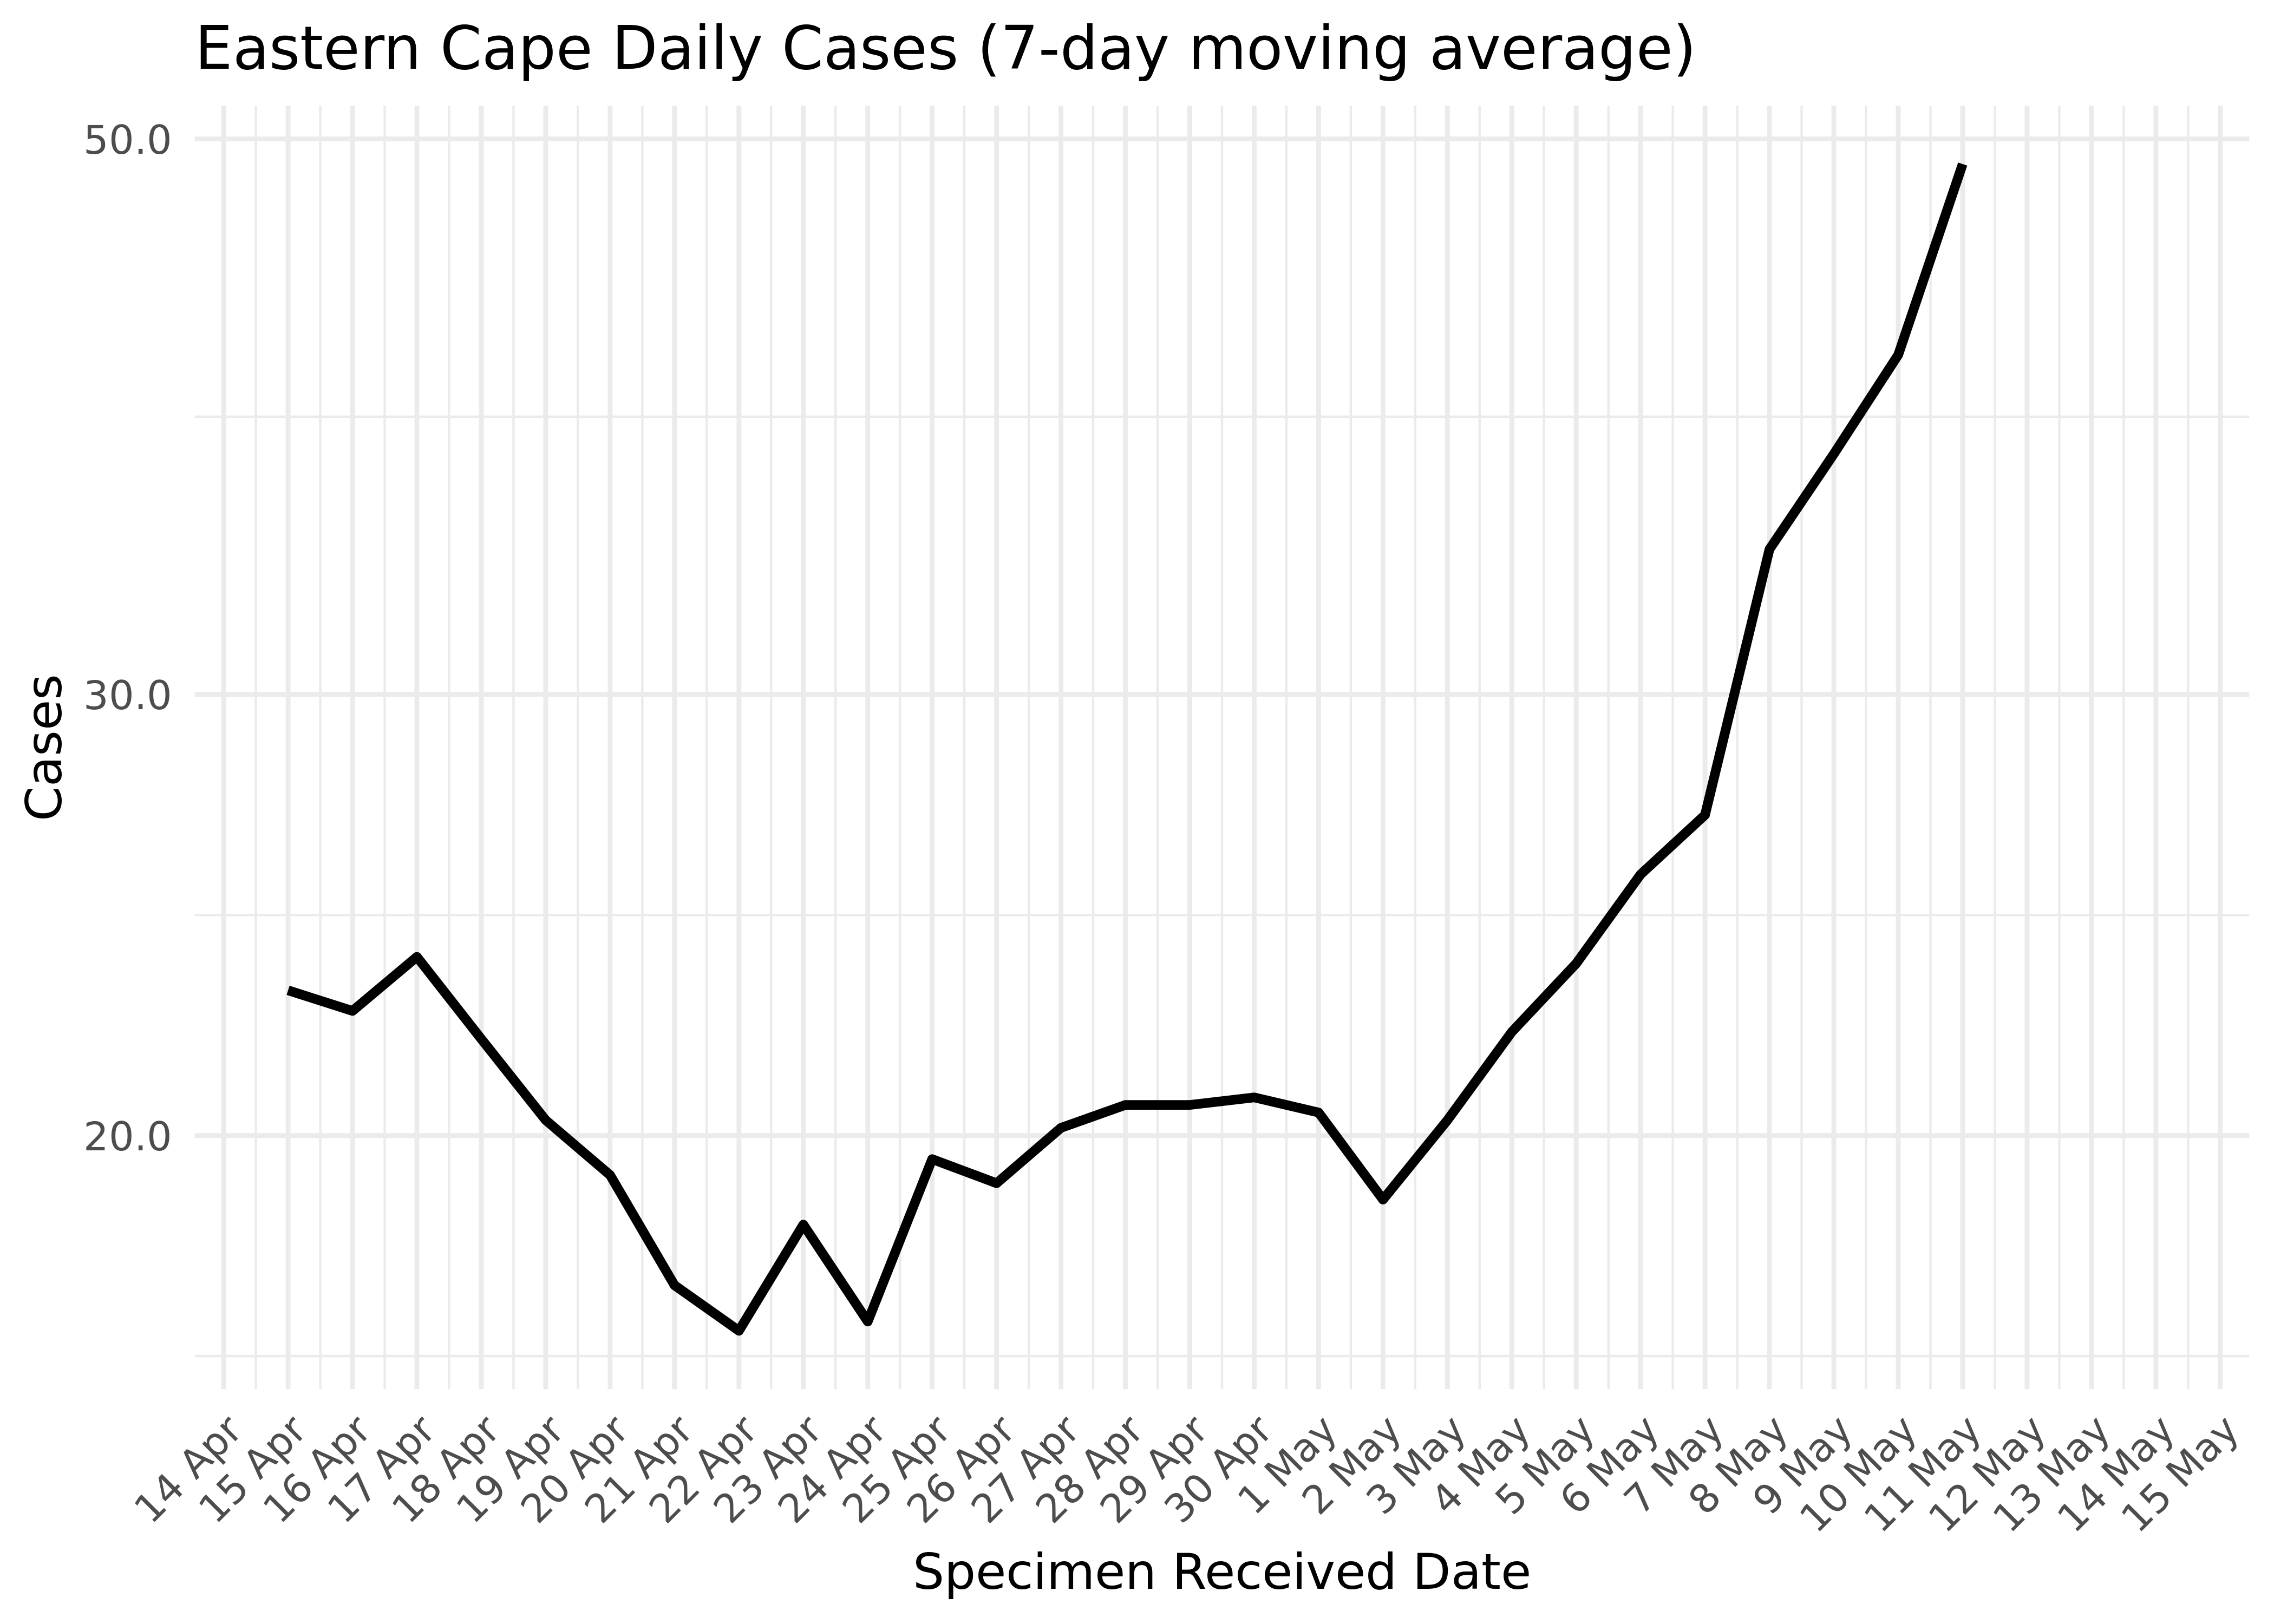 Eastern Cape Daily Cases (7-day moving average)
50.0
30.0
20.0
Cases
14 Apr
15 Apr
16 Apr
17 Apr
18 Apr
19 Apr
20 Apr
21 Apr
22 Apr
23 Apr
24 Apr
25 Apr
26 Apr
27 Apr
28 Apr
29 Apr
30 Apr
1 May
2 May
3 May
4 May
5 May
6 May
7 May
8 May
9 May
10 May
11 May
12 May
13 May
14 May
15 May
Specimen Received Date